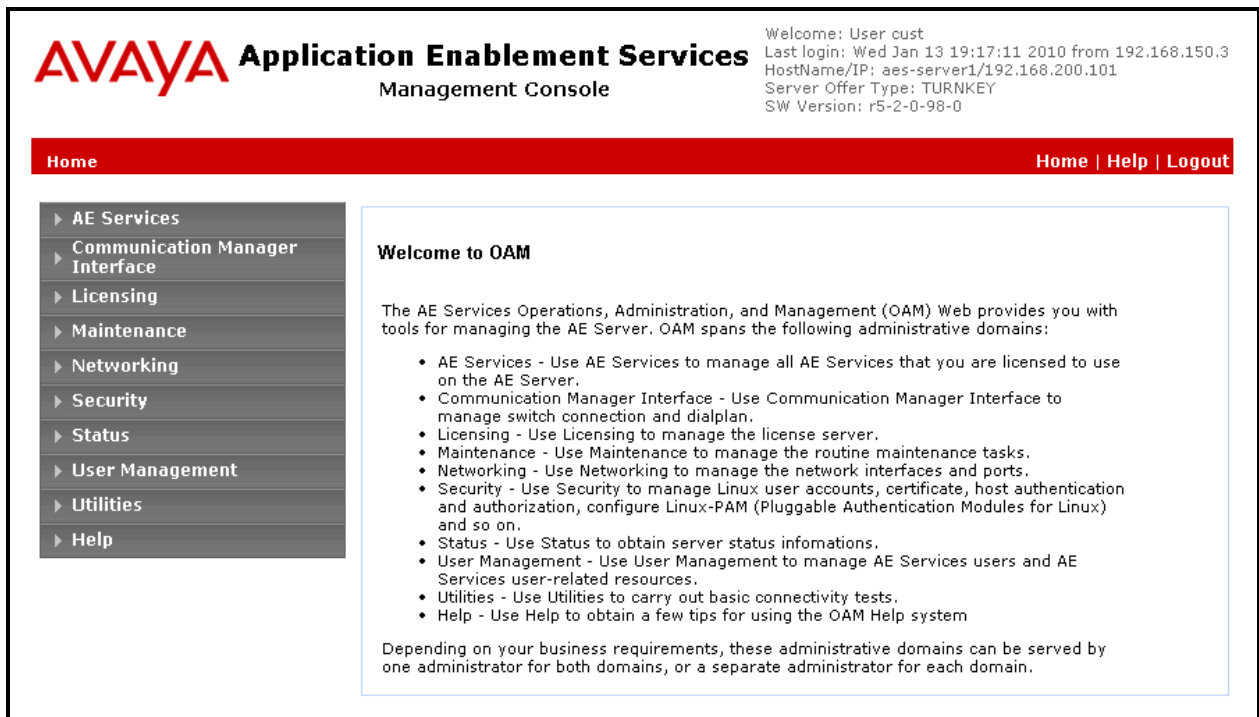 AVAYA
Application Enablement Services
Management Console
Welcome: User cust
Last login: Wed Jan 13 19:17:11 2010 from 192.168.150.3
HostName/IP: aes-server1/192.168.200.101
Server Offer Type: TURNKEY
SW Version: r5-2-0-98-0
Home
Home | Help | Logout
AE Services
Communication Manager
Interface
Licensing
Maintenance
Networking
Security
Status
User Management
Utilities
Help
Welcome to OAM
The AE Services Operations, Administration, and Management (OAM) Web provides you with
tools for managing the AE Server. OAM spans the following administrative domains:
• AE Services - Use AE Services to manage all AE Services that you are licensed to use
on the AE Server.
• Communication Manager Interface - Use Communication Manager Interface to
manage switch connection and dialplan.
• Licensing - Use Licensing to manage the license server.
• Maintenance - Use Maintenance to manage the routine maintenance tasks.
• Networking - Use Networking to manage the network interfaces and ports.
• Security - Use Security to manage Linux user accounts, certificate, host authentication
and authorization, configure Linux-PAM (Pluggable Authentication Modules for Linux)
and so on.
• Status - Use Status to obtain server status infomations.
• User Management - Use User Management to manage AE Services users and AE
Services user-related resources.
• Utilities - Use Utilities to carry out basic connectivity tests.
• Help - Use Help to obtain a few tips for using the OAM Help system
Depending on your business requirements, these administrative domains can be served by
one administrator for both domains, or a separate administrator for each domain.